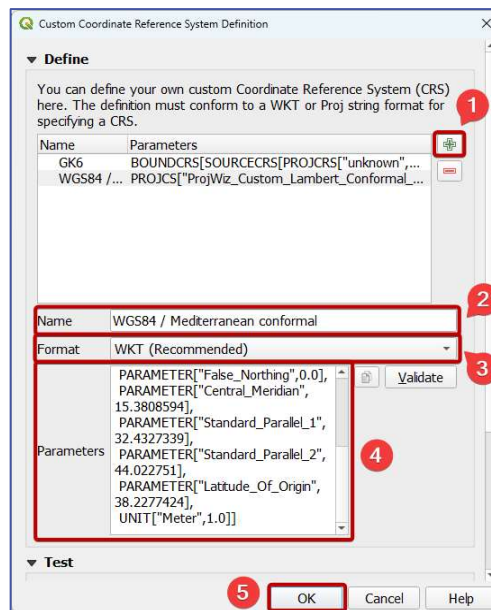 Custom Coordinate Reference System Definition
Define
You can define your own custom Coordinate Reference System (CRS)
here. The definition must conform to a WKT or Proj string format for
specifying a CRS.
1
Name Parameters
GK6 BOUNDCRS[SOURCECRS[PROJCRS["unknown",...
WGS84 /... PROJCS["ProjWiz_Custom_Lambert_Conformal_...
2
Name WGS84 / Mediterranean conformal
Format WKT (Recommended)
3
PARAMETER["False_Northing",0.0],
PARAMETER["Central_Meridian",
15.3808594],
PARAMETER["Standard_Parallel_1",
32.4327339],
PARAMETER["Standard_Parallel_2",
44.022751],
PARAMETER["Latitude_Of_Origin",
38.2277424],
UNIT["Meter",1.0]]
Parameters
Validate
4
Test
5
OK Cancel Help